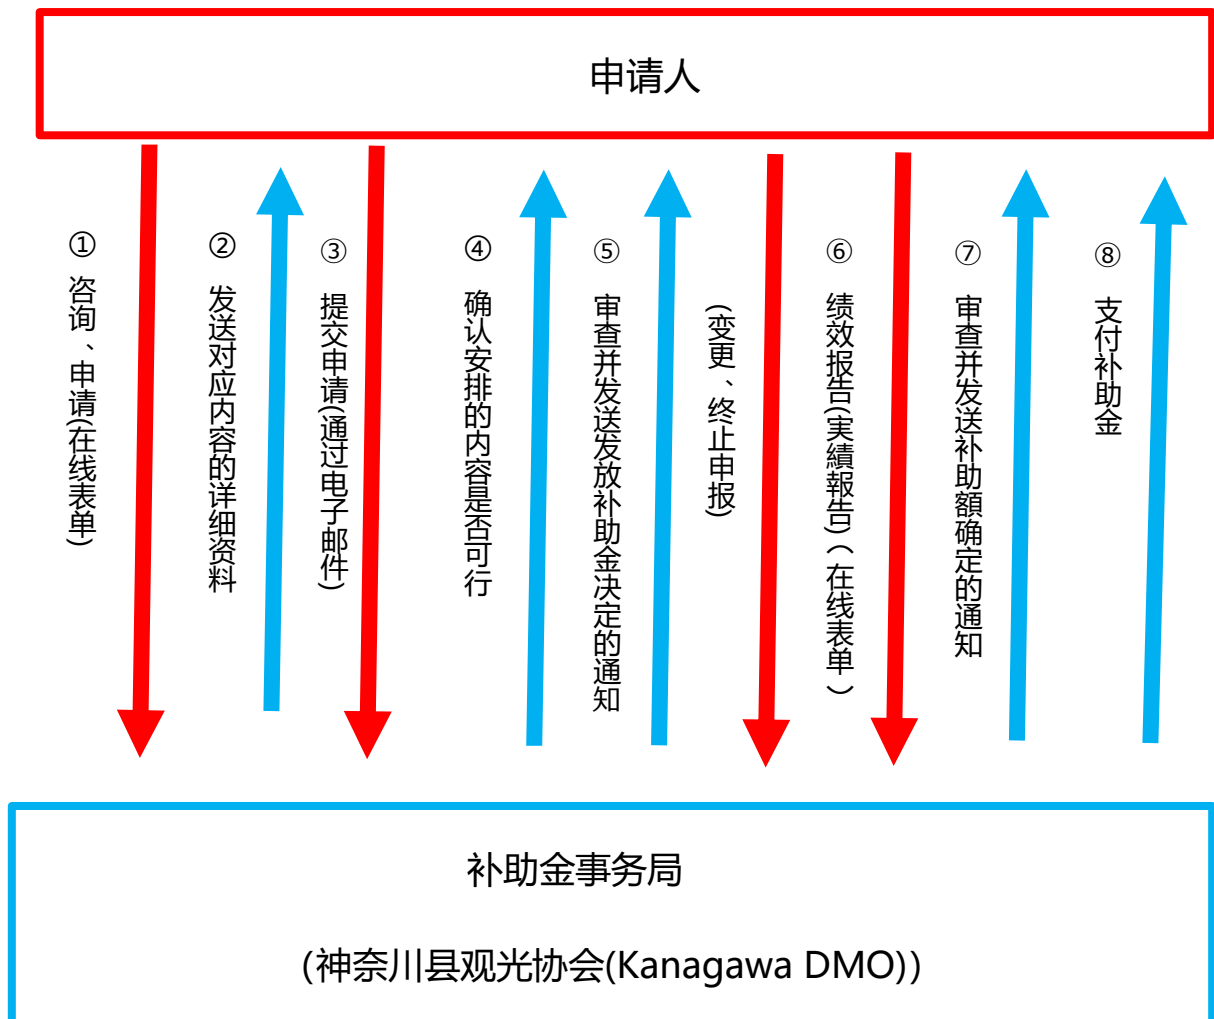 申请人
① 咨询、申请(在线表单)
② 发送对应内容的详细资料
③ 提交申请(通过电子邮件)
④ 确认安排的内容是否可行
⑤ 审查并发送发放补助金决定的通知
(变更、终止申报)
⑥ 绩效报告(実績報告)(在线表单)
⑦ 审查并发送补助額确定的通知
⑧ 支付补助金
补助金事务局
(神奈川县观光协会(Kanagawa DMO))